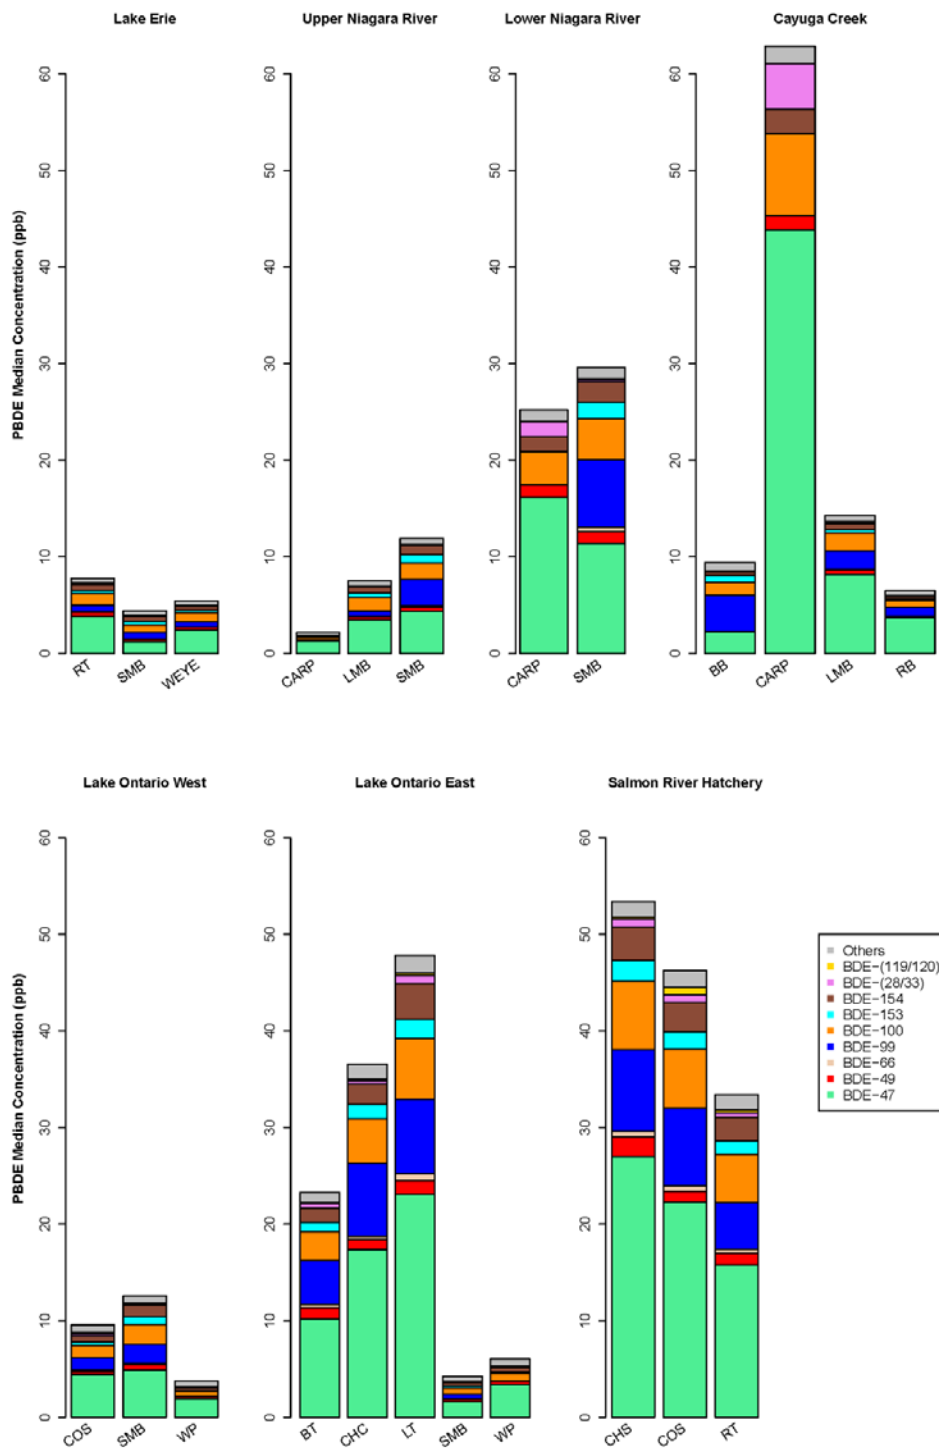 Lake Erie
Upper Niagara River
Lower Niagara River
Cayuga Creek
PBDE Median Concentration (ppb)
0 10 20 30 40 50 60
RT SMB WEYE
0 10 20 30 40 50 60
CARP LMB SMB
0 10 20 30 40 50 60
CARP SMB
0 10 20 30 40 50 60
BB CARP LMB RB
Lake Ontario West
Lake Ontario East
Salmon River Hatchery
PBDE Median Concentration (ppb)
0 10 20 30 40 50 60
COS SMB WP
0 10 20 30 40 50 60
BT CHC LT SMB WP
0 10 20 30 40 50 60
CHS COS RT
Others
BDE-(119/120)
BDE-(28/33)
BDE-154
BDE-153
BDE-100
BDE-99
BDE-66
BDE-49
BDE-47